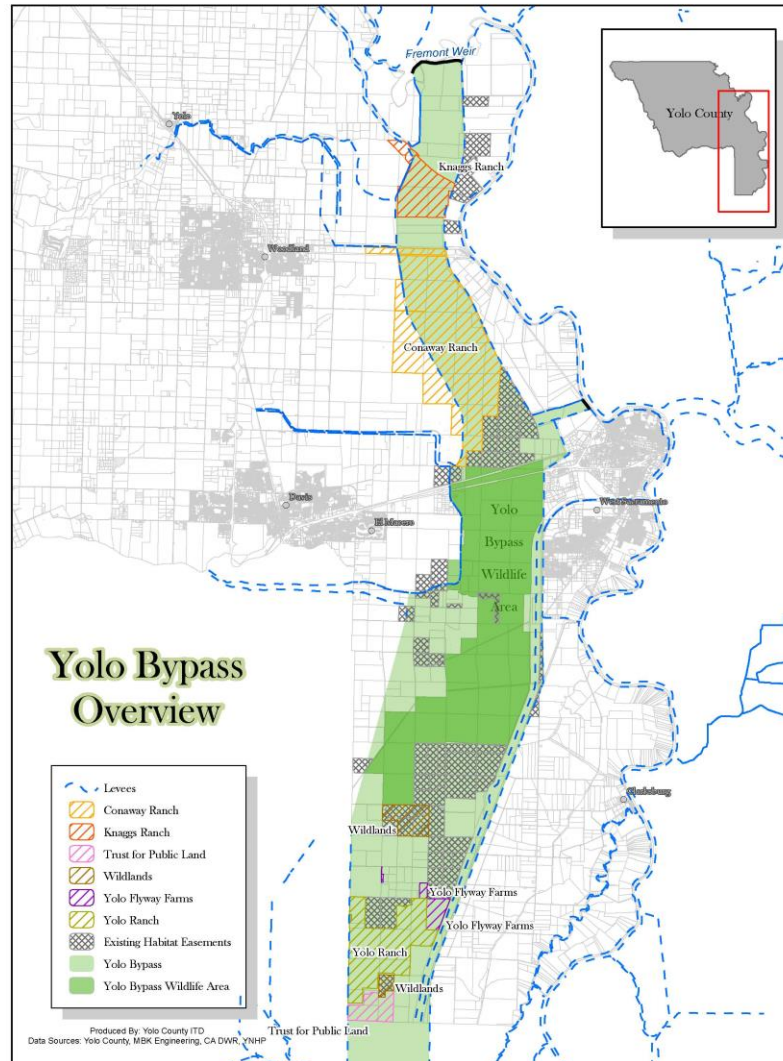 Fremont Weir
Yolo County
Yolo
Knaggs Ranch
Woodland
Conaway Ranch
Davis
El Macero
West Sacramento
Yolo
Bypass
Wildlife
Area
Yolo Bypass
Overview
Clarksburg
Levees
Conaway Ranch
Knaggs Ranch
Trust for Public Land
Wildlands
Yolo Flyway Farms
Yolo Ranch
Existing Habitat Easements
Yolo Bypass
Yolo Bypass Wildlife Area
Wildlands
Yolo Flyway Farms
Yolo Flyway Farms
Yolo Ranch
Wildlands
Trust for Public Land
Produced By: Yolo County ITD
Data Sources: Yolo County, MBK Engineering, CA DWR, YNHP